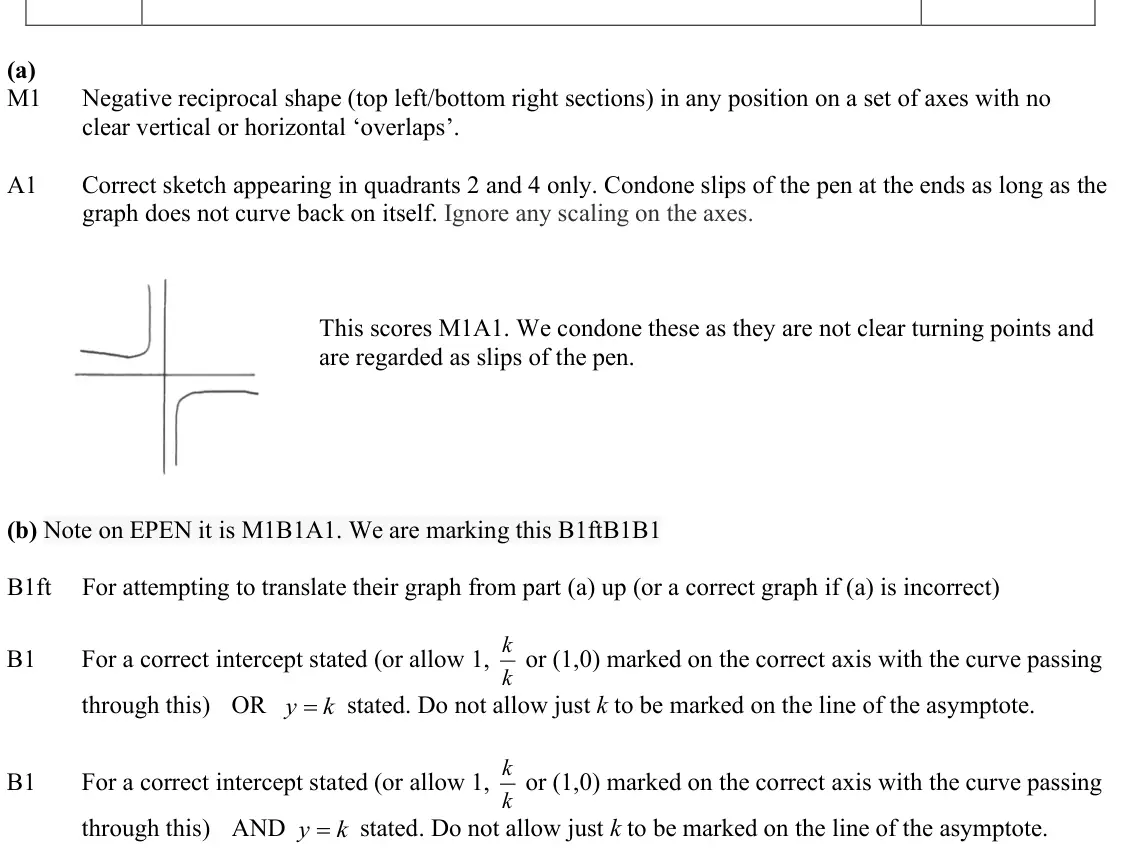 (a)
M1 Negative reciprocal shape (top left/bottom right sections) in any position on a set of axes with no
clear vertical or horizontal ‘overlaps’.
A1 Correct sketch appearing in quadrants 2 and 4 only. Condone slips of the pen at the ends as long as the
graph does not curve back on itself. Ignore any scaling on the axes.
This scores M1A1. We condone these as they are not clear turning points and
are regarded as slips of the pen.
(b) Note on EPEN it is M1B1A1. We are marking this B1ftB1B1
B1ft For attempting to translate their graph from part (a) up (or a correct graph if (a) is incorrect)
B1 For a correct intercept stated (or allow 1, k/k or (1,0) marked on the correct axis with the curve passing
through this) OR y = k stated. Do not allow just k to be marked on the line of the asymptote.
B1 For a correct intercept stated (or allow 1, k/k or (1,0) marked on the correct axis with the curve passing
through this) AND y = k stated. Do not allow just k to be marked on the line of the asymptote.